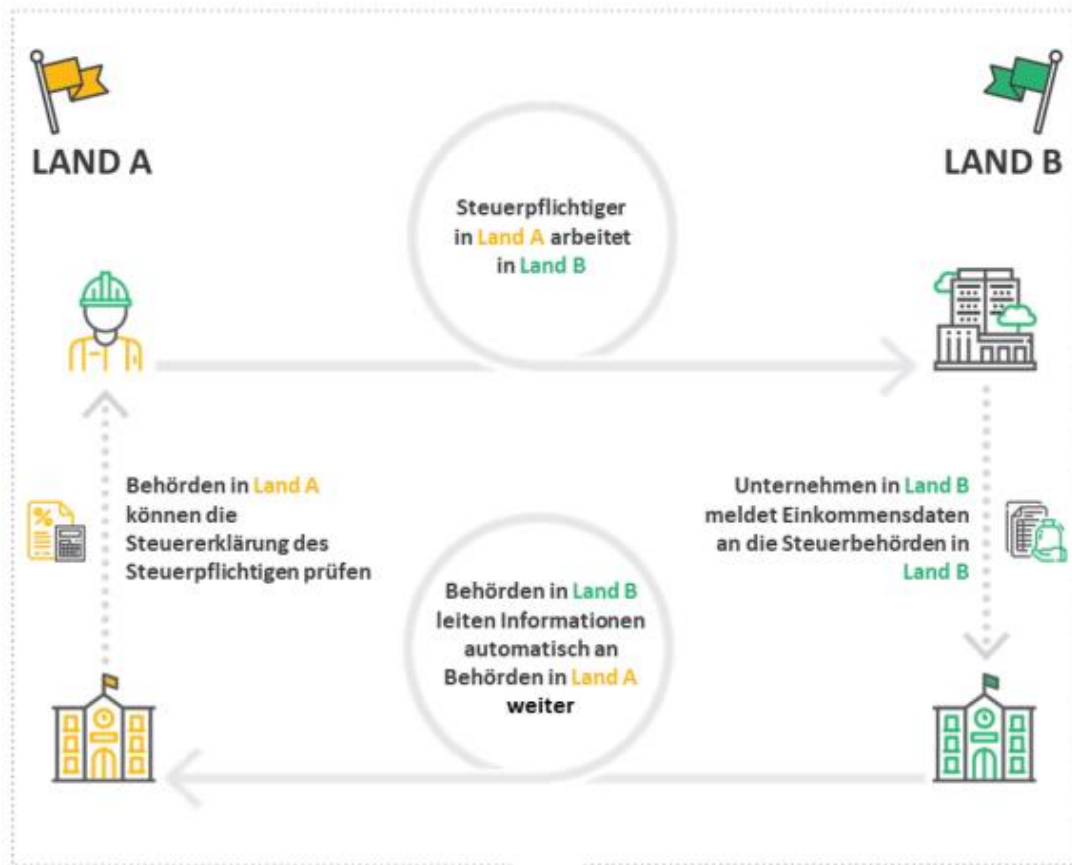 LAND A
LAND B
Steuerpflichtiger
in Land A arbeitet
in Land B
Behörden in Land A
können die
Steuererklärung des
Steuerpflichtigen prüfen
Unternehmen in Land B
meldet Einkommensdaten
an die Steuerbehörden in
Land B
Behörden in Land B
leiten Informationen
automatisch an
Behörden in Land A
weiter